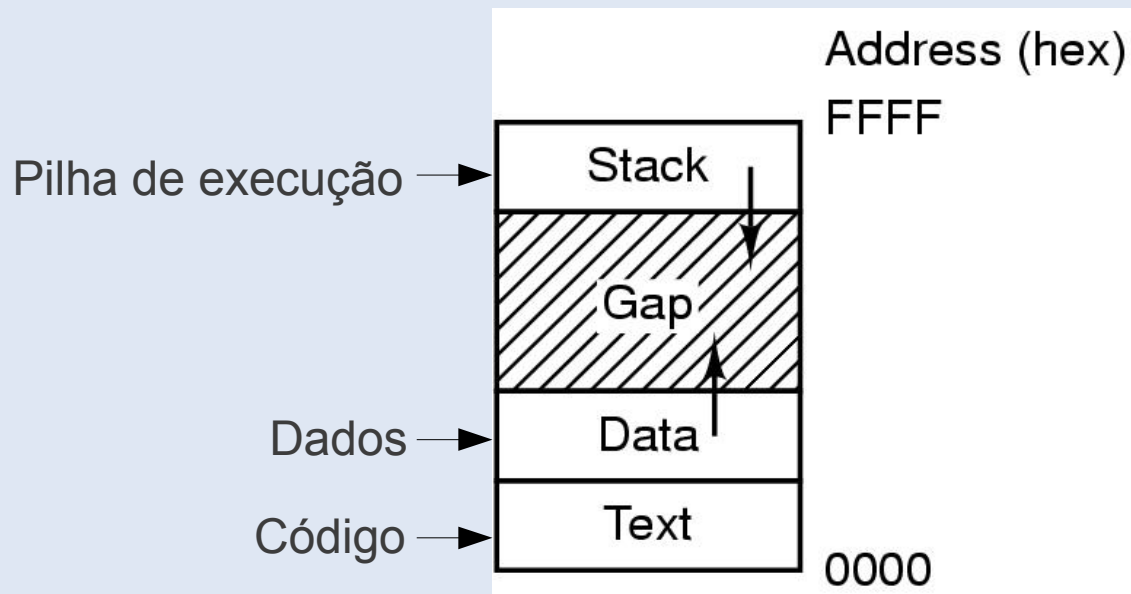 Address (hex)
FFFF
Pilha de execução
Stack
Gap
Dados
Data
Código
Text
0000